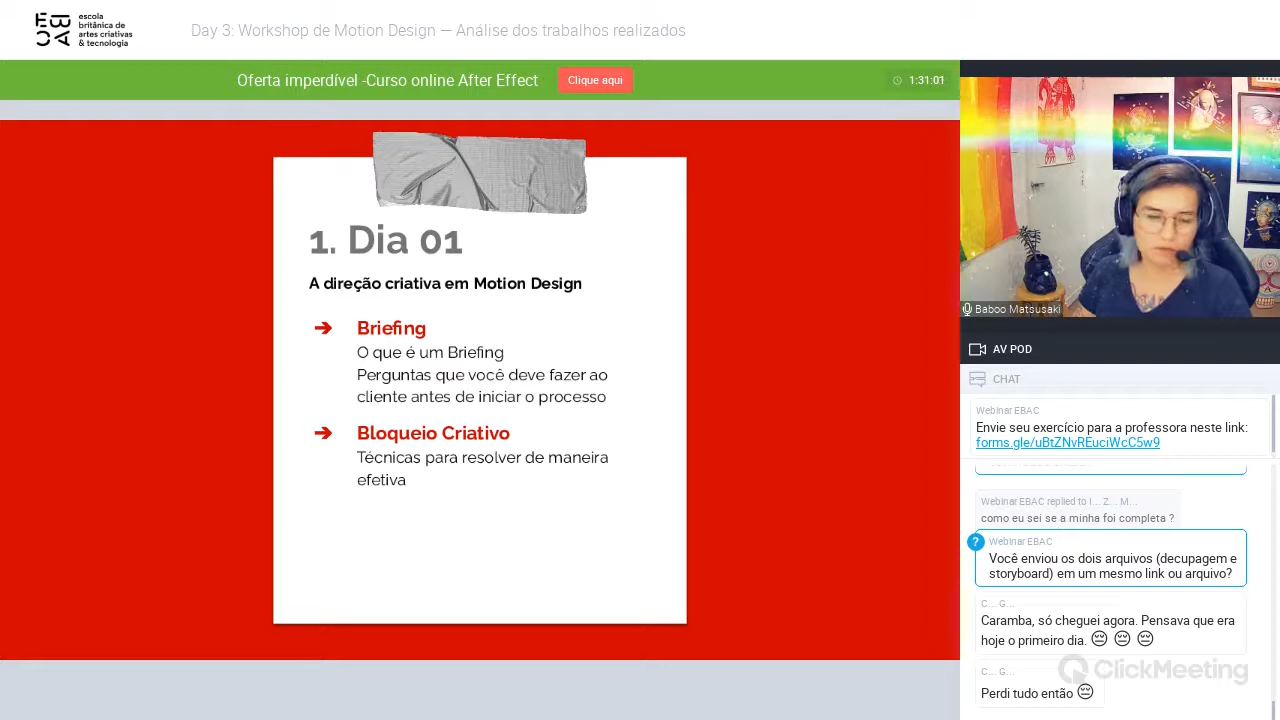 EBAC
escola
britânica de
artes criativas
& tecnologia
Day 3: Workshop de Motion Design — Análise dos trabalhos realizados
Oferta imperdível -Curso online After Effect
Clique aqui
1:31:01
1. Dia 01
A direção criativa em Motion Design
➔ Briefing
O que é um Briefing
Perguntas que você deve fazer ao
cliente antes de iniciar o processo
➔ Bloqueio Criativo
Técnicas para resolver de maneira
efetiva
Baboo Matsusaki
AV POD
CHAT
Webinar EBAC
Envie seu exercício para a professora neste link:
forms.gle/uBtZNvREuciWcC5w9
Webinar EBAC replied to I... Z... M...
como eu sei se a minha foi completa ?
?
Webinar EBAC
Você enviou os dois arquivos (decupagem e
storyboard) em um mesmo link ou arquivo?
C... G...
Caramba, só cheguei agora. Pensava que era
hoje o primeiro dia. 😔 😔 😔
C... G...
Perdi tudo então 😔
ClickMeeting